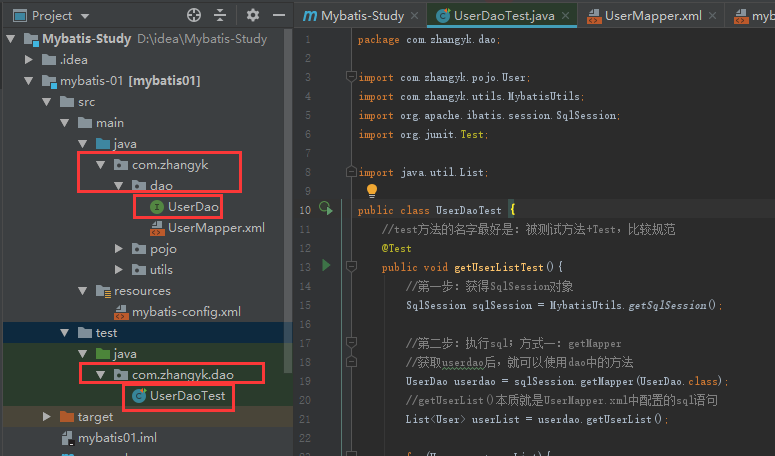 Project
Mybatis-Study
UserDaoTest.java
UserMapper.xml
Mybatis-Study D:\idea\Mybatis-Study
.idea
mybatis-01 [mybatis01]
src
main
java
com.zhangyk
dao
UserDao
UserMapper.xml
pojo
utils
resources
mybatis-config.xml
test
java
com.zhangyk.dao
UserDaoTest
target
mybatis01.iml
1 package com.zhangyk.dao;
2
3 import com.zhangyk.pojo.User;
4 import com.zhangyk.utils.MybatisUtils;
5 import org.apache.ibatis.session.SqlSession;
6 import org.junit.Test;
7
8 import java.util.List;
9
10 public class UserDaoTest {
11 //test方法的名字最好是：被测试方法+Test，比较规范
12 @Test
13 public void getUserListTest(){
14 //第一步：获得SqlSession对象
15 SqlSession sqlSession = MybatisUtils.getSqlSession();
16
17 //第二步：执行sql；方式一：getMapper
18 //获取userdao后，就可以使用dao中的方法
19 UserDao userdao = sqlSession.getMapper(UserDao.class);
20 //getUserList()本质就是UserMapper.xml中配置的sql语句
21 List<User> userList = userdao.getUserList();
22